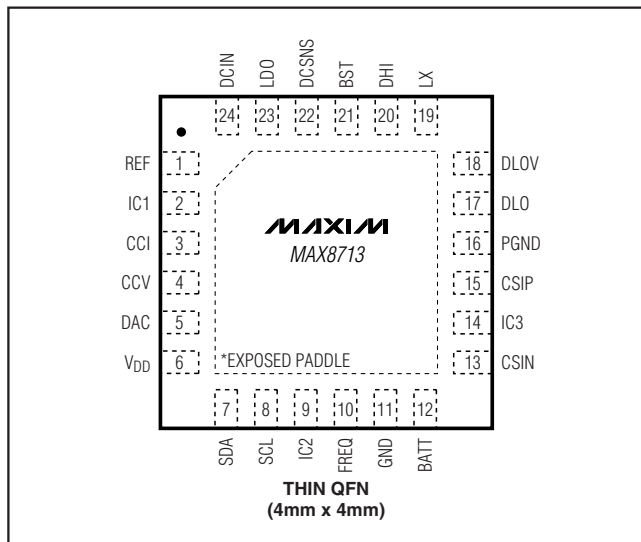 DCIN
LDO
DCSNS
BST
DHI
LX
24
23
22
21
20
19
REF 1
18 DLOV
IC1 2
17 DLO
CCI 3
16 PGND
CCV 4
15 CSIP
DAC 5
14 IC3
VDD 6
13 CSIN
MAXIM
MAX8713
*EXPOSED PADDLE
7
8
9
10
11
12
SDA
SCL
IC2
FREQ
GND
BATT
THIN QFN
(4mm x 4mm)